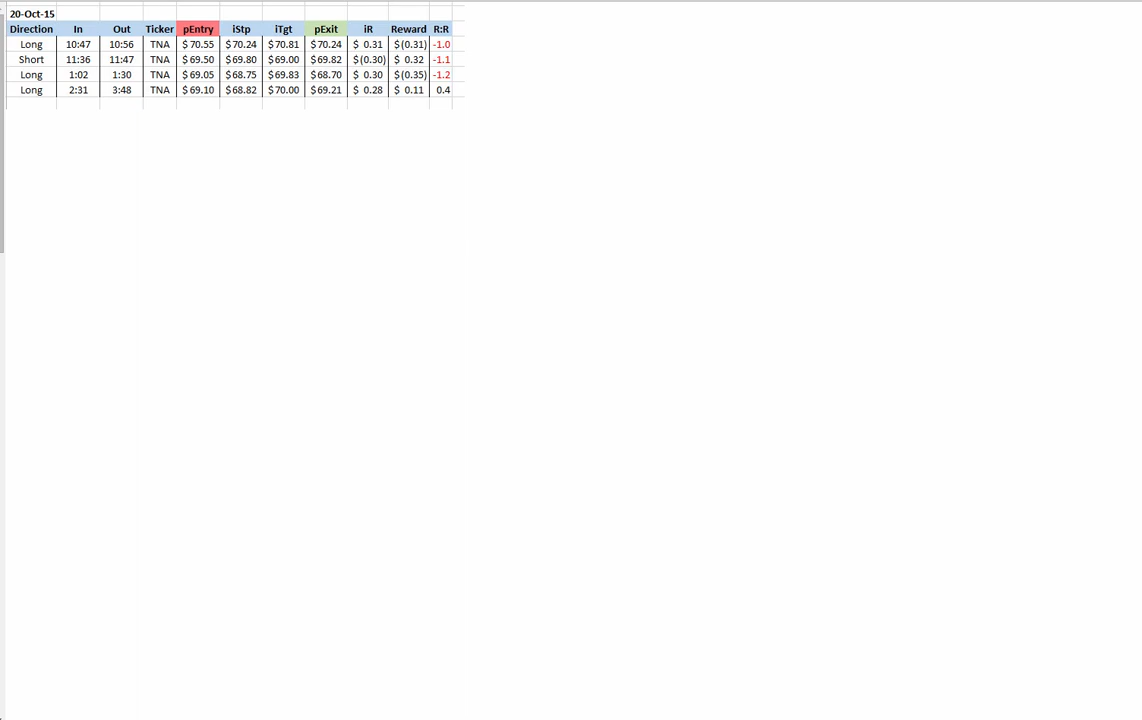 20-Oct-15
Direction In Out Ticker pEntry iStp iTgt pExit iR Reward R:R
Long 10:47 10:56 TNA $70.55 $70.24 $70.81 $70.24 $ 0.31 $(0.31) -1.0
Short 11:36 11:47 TNA $69.50 $69.80 $69.00 $69.82 $(0.30) $ 0.32 -1.1
Long 1:02 1:30 TNA $69.05 $68.75 $69.83 $68.70 $ 0.30 $(0.35) -1.2
Long 2:31 3:48 TNA $69.10 $68.82 $70.00 $69.21 $ 0.28 $ 0.11 0.4